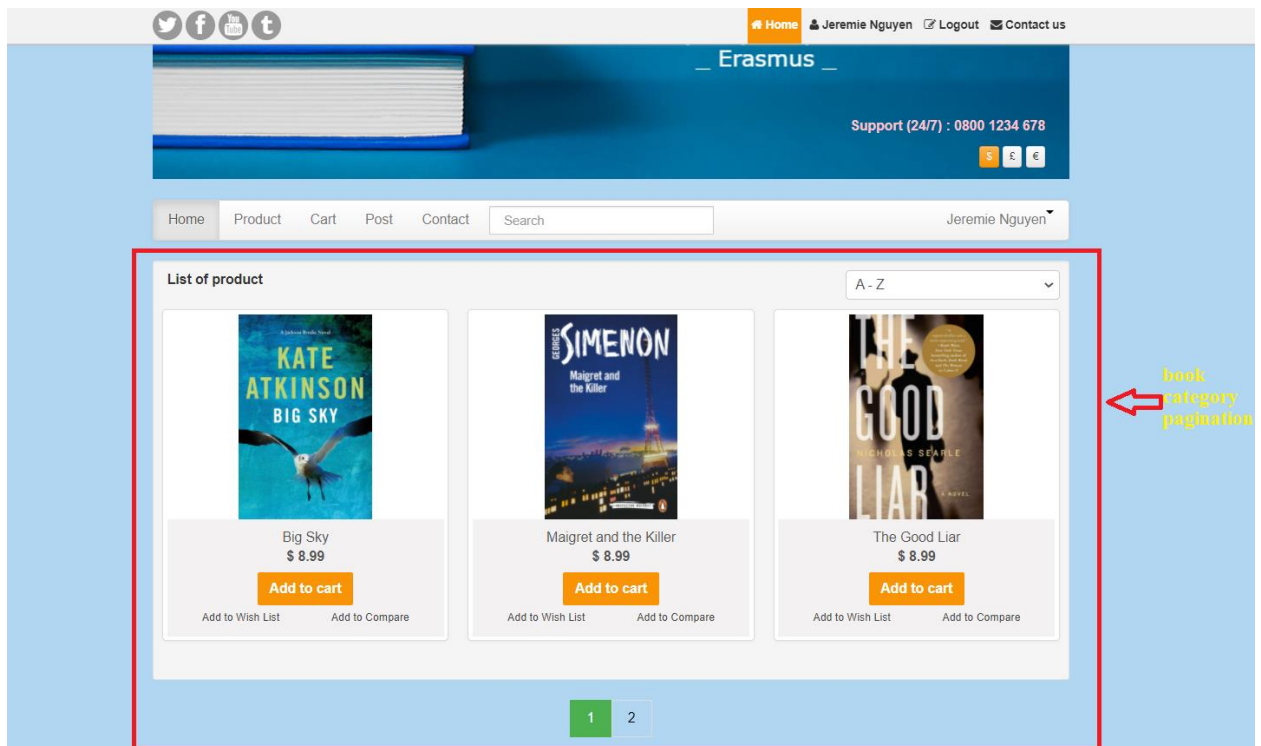 You Tube
Home Jeremie Nguyen Logout Contact us
_ Erasmus _
Support (24/7) : 0800 1234 678
$ £ €
Home Product Cart Post Contact Search Jeremie Nguyen
List of product
A - Z
KATE
ATKINSON
BIG SKY
GEORGES
SIMENON
Maigret and
the Killer
THE
GOOD
NICHOLAS SEARLE
LIAR
A NOVEL
Big Sky
$ 8.99
Add to cart
Add to Wish List Add to Compare
Maigret and the Killer
$ 8.99
Add to cart
Add to Wish List Add to Compare
The Good Liar
$ 8.99
Add to cart
Add to Wish List Add to Compare
book
category
pagination
1 2